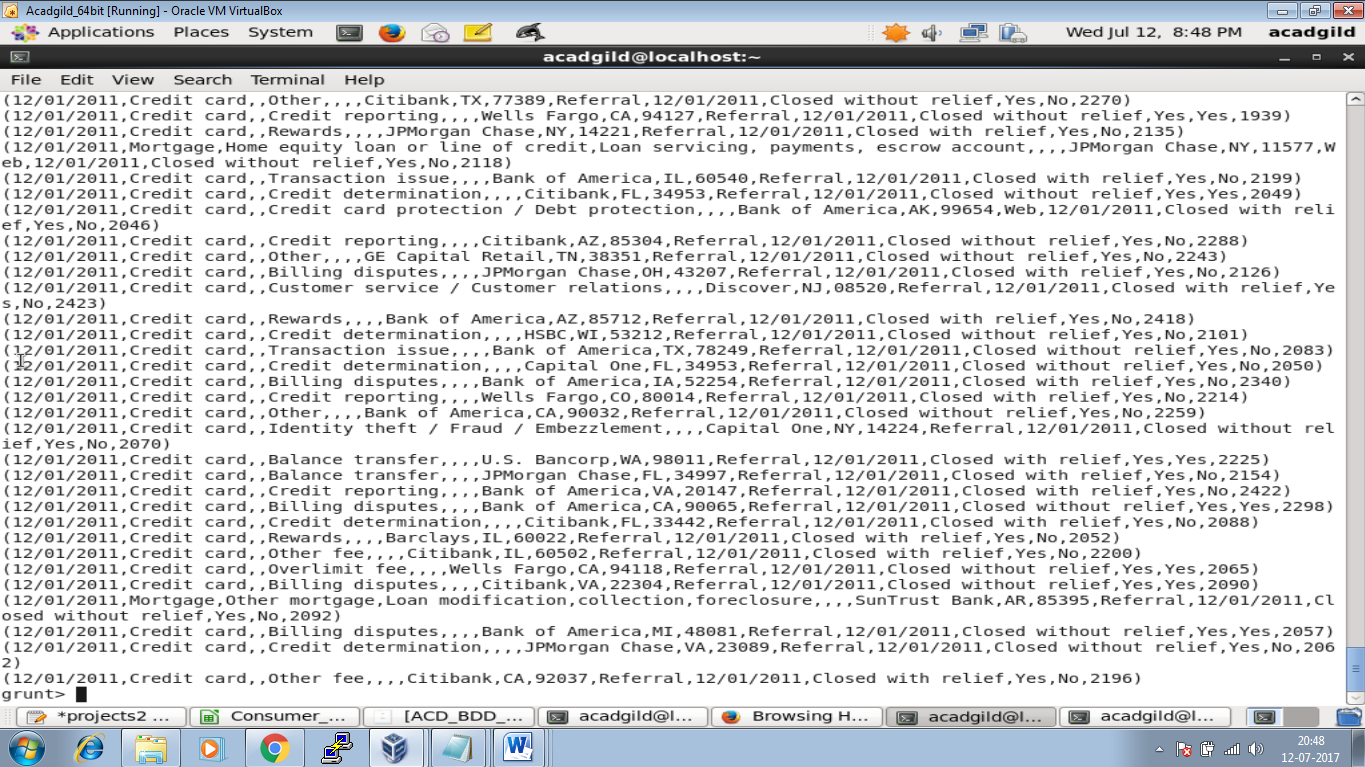 Acadgild_64bit [Running] - Oracle VM VirtualBox
Applications Places System Wed Jul 12, 8:48 PM acadgild
acadgild@localhost:~
File Edit View Search Terminal Help
(12/01/2011,Credit card,,Other,,,,Citibank,TX,77389,Referral,12/01/2011,Closed without relief,Yes,No,2270)
(12/01/2011,Credit card,,Credit reporting,,,,Wells Fargo,CA,94127,Referral,12/01/2011,Closed without relief,Yes,Yes,1939)
(12/01/2011,Credit card,,Rewards,,,,JPMorgan Chase,NY,14221,Referral,12/01/2011,Closed with relief,Yes,No,2135)
(12/01/2011,Mortgage,Home equity loan or line of credit,Loan servicing, payments, escrow account,,,,JPMorgan Chase,NY,11577,W
eb,12/01/2011,Closed without relief,Yes,No,2118)
(12/01/2011,Credit card,,Transaction issue,,,,Bank of America,IL,60540,Referral,12/01/2011,Closed with relief,Yes,No,2199)
(12/01/2011,Credit card,,Credit determination,,,,Citibank,FL,34953,Referral,12/01/2011,Closed without relief,Yes,Yes,2049)
(12/01/2011,Credit card,,Credit card protection / Debt protection,,,,Bank of America,AK,99654,Web,12/01/2011,Closed with reli
ef,Yes,No,2046)
(12/01/2011,Credit card,,Credit reporting,,,,Citibank,AZ,85304,Referral,12/01/2011,Closed without relief,Yes,No,2288)
(12/01/2011,Credit card,,Other,,,,GE Capital Retail,TN,38351,Referral,12/01/2011,Closed without relief,Yes,No,2243)
(12/01/2011,Credit card,,Billing disputes,,,,JPMorgan Chase,OH,43207,Referral,12/01/2011,Closed with relief,Yes,No,2126)
(12/01/2011,Credit card,,Customer service / Customer relations,,,,Discover,NJ,08520,Referral,12/01/2011,Closed with relief,Ye
s,No,2423)
(12/01/2011,Credit card,,Rewards,,,,Bank of America,AZ,85712,Referral,12/01/2011,Closed with relief,Yes,No,2418)
(12/01/2011,Credit card,,Credit determination,,,,HSBC,WI,53212,Referral,12/01/2011,Closed without relief,Yes,No,2101)
(12/01/2011,Credit card,,Transaction issue,,,,Bank of America,TX,78249,Referral,12/01/2011,Closed without relief,Yes,No,2083)
(12/01/2011,Credit card,,Credit determination,,,,Capital One,FL,34953,Referral,12/01/2011,Closed without relief,Yes,No,2050)
(12/01/2011,Credit card,,Billing disputes,,,,Bank of America,IA,52254,Referral,12/01/2011,Closed without relief,Yes,No,2340)
(12/01/2011,Credit card,,Credit reporting,,,,Wells Fargo,CO,80014,Referral,12/01/2011,Closed with relief,Yes,No,2214)
(12/01/2011,Credit card,,Other,,,,Bank of America,CA,90032,Referral,12/01/2011,Closed without relief,Yes,No,2259)
(12/01/2011,Credit card,,Identity theft / Fraud / Embezzlement,,,,Capital One,NY,14224,Referral,12/01/2011,Closed without rel
ief,Yes,No,2070)
(12/01/2011,Credit card,,Balance transfer,,,,U.S. Bancorp,WA,98011,Referral,12/01/2011,Closed with relief,Yes,Yes,2225)
(12/01/2011,Credit card,,Balance transfer,,,,JPMorgan Chase,FL,34997,Referral,12/01/2011,Closed with relief,Yes,No,2154)
(12/01/2011,Credit card,,Credit reporting,,,,Bank of America,VA,20147,Referral,12/01/2011,Closed without relief,Yes,No,2422)
(12/01/2011,Credit card,,Billing disputes,,,,Bank of America,CA,90065,Referral,12/01/2011,Closed without relief,Yes,Yes,2298)
(12/01/2011,Credit card,,Credit determination,,,,Citibank,FL,33442,Referral,12/01/2011,Closed with relief,Yes,No,2088)
(12/01/2011,Credit card,,Rewards,,,,Barclays,IL,60022,Referral,12/01/2011,Closed with relief,Yes,No,2052)
(12/01/2011,Credit card,,Other fee,,,,Citibank,IL,60502,Referral,12/01/2011,Closed with relief,Yes,No,2200)
(12/01/2011,Credit card,,Overlimit fee,,,,Wells Fargo,CA,94118,Referral,12/01/2011,Closed with relief,Yes,Yes,2065)
(12/01/2011,Credit card,,Billing disputes,,,,Citibank,VA,22304,Referral,12/01/2011,Closed with relief,Yes,Yes,2090)
(12/01/2011,Mortgage,Other mortgage,Loan modification,collection,foreclosure,,,,SunTrust Bank,AR,85395,Referral,12/01/2011,Cl
osed without relief,Yes,No,2092)
(12/01/2011,Credit card,,Billing disputes,,,,Bank of America,MI,48081,Referral,12/01/2011,Closed without relief,Yes,Yes,2057)
(12/01/2011,Credit card,,Credit determination,,,,JPMorgan Chase,VA,23089,Referral,12/01/2011,Closed without relief,Yes,No,206
2)
(12/01/2011,Credit card,,Other fee,,,,Citibank,CA,92037,Referral,12/01/2011,Closed with relief,Yes,No,2196)
grunt>
*projects2 ... Consumer_... [ACD_BDD_... acadgild@l... Browsing H... acadgild@l... acadgild@l...
20:48
12-07-2017